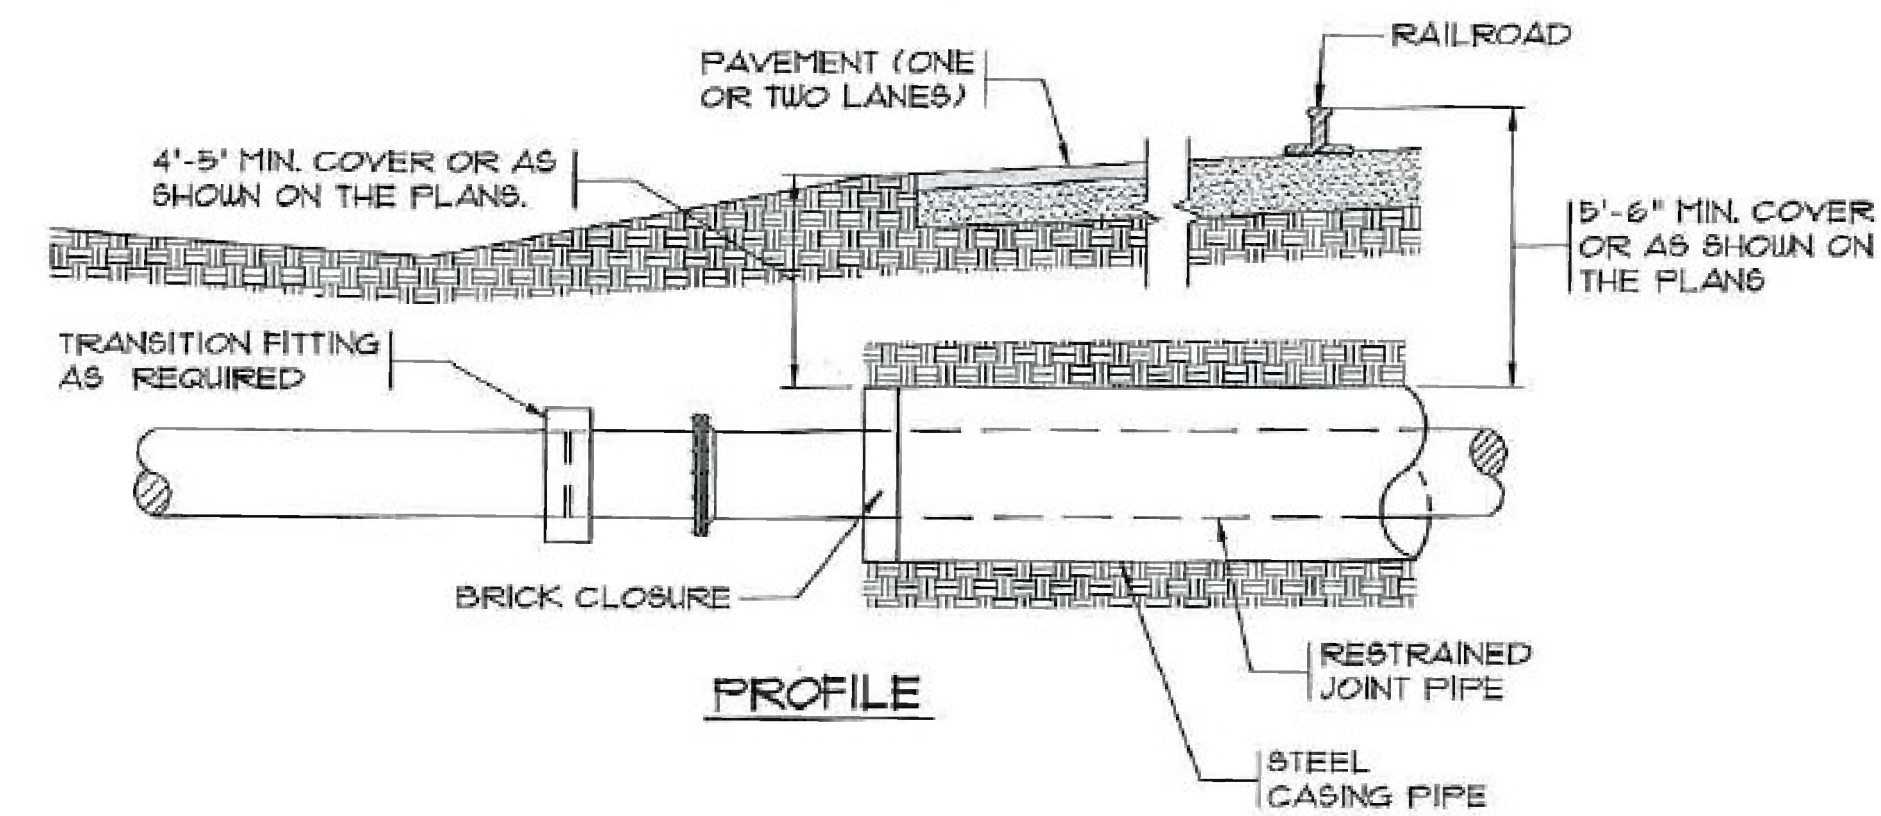 RAILROAD
PAVEMENT (ONE
OR TWO LANES)
4'-5' MIN. COVER OR AS
SHOWN ON THE PLANS.
5'-6" MIN. COVER
OR AS SHOWN ON
THE PLANS
TRANSITION FITTING
AS REQUIRED
BRICK CLOSURE
RESTRAINED
JOINT PIPE
PROFILE
STEEL
CASING PIPE